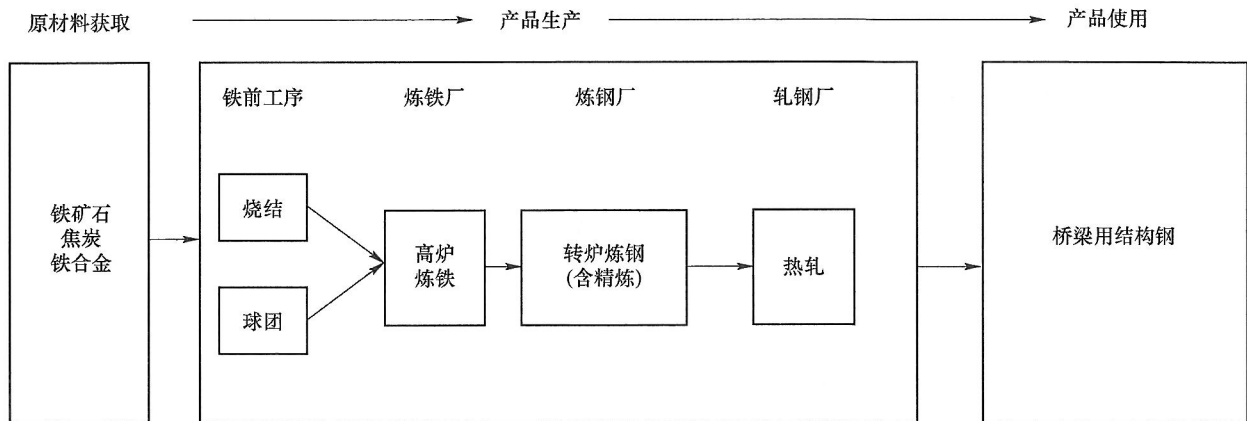 原材料获取
产品生产
产品使用
铁前工序
炼铁厂
炼钢厂
轧钢厂
铁矿石
焦炭
铁合金
烧结
球团
高炉
炼铁
转炉炼钢
(含精炼)
热轧
桥梁用结构钢